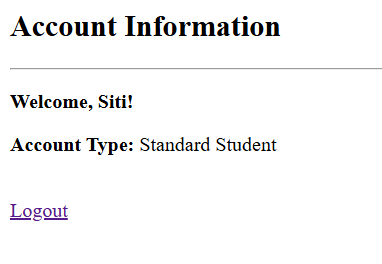 Account Information
Welcome, Siti!
Account Type: Standard Student
Logout